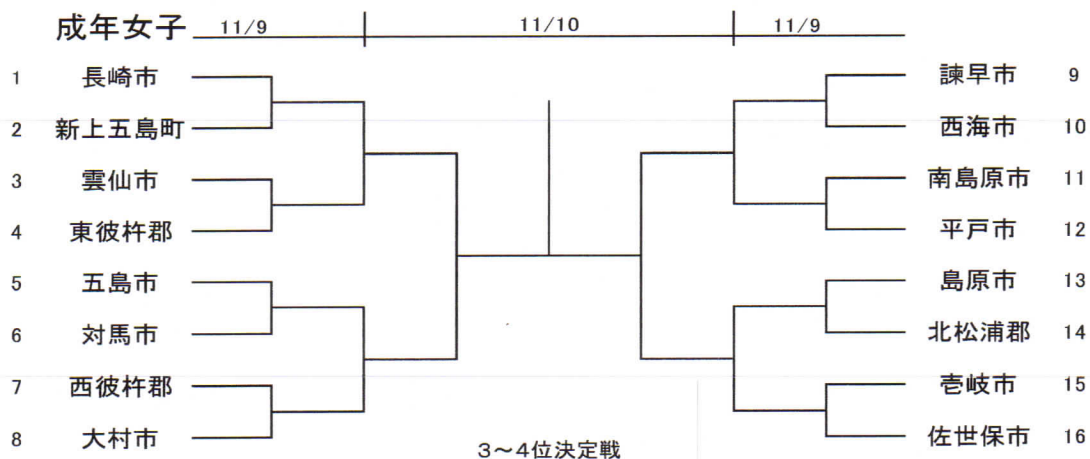 成年女子 11/9 11/10 11/9
1 長崎市
2 新上五島町
3 雲仙市
4 東彼杵郡
5 五島市
6 対馬市
7 西彼杵郡
8 大村市
諫早市 9
西海市 10
南島原市 11
平戸市 12
島原市 13
北松浦郡 14
壱岐市 15
佐世保市 16
3～4位決定戦